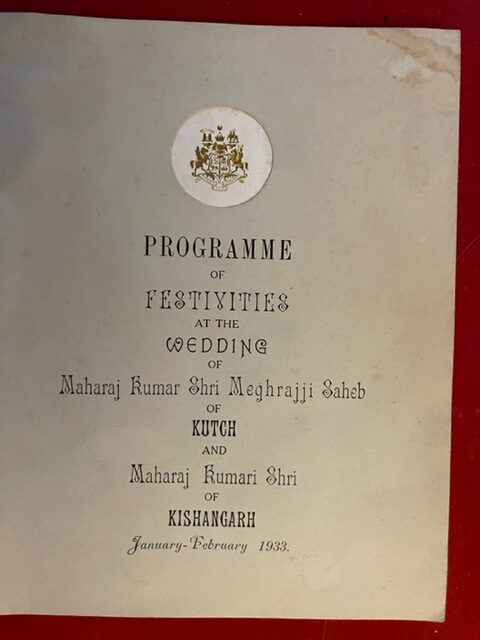 PROGRAMME
OF
FESTIVITIES
AT THE
WEDDING
OF
Maharaj Kumar Shri Meghrajji Saheb
OF
KUTCH
AND
Maharaj Kumari Shri
OF
KISHANGARH
January-February 1933.